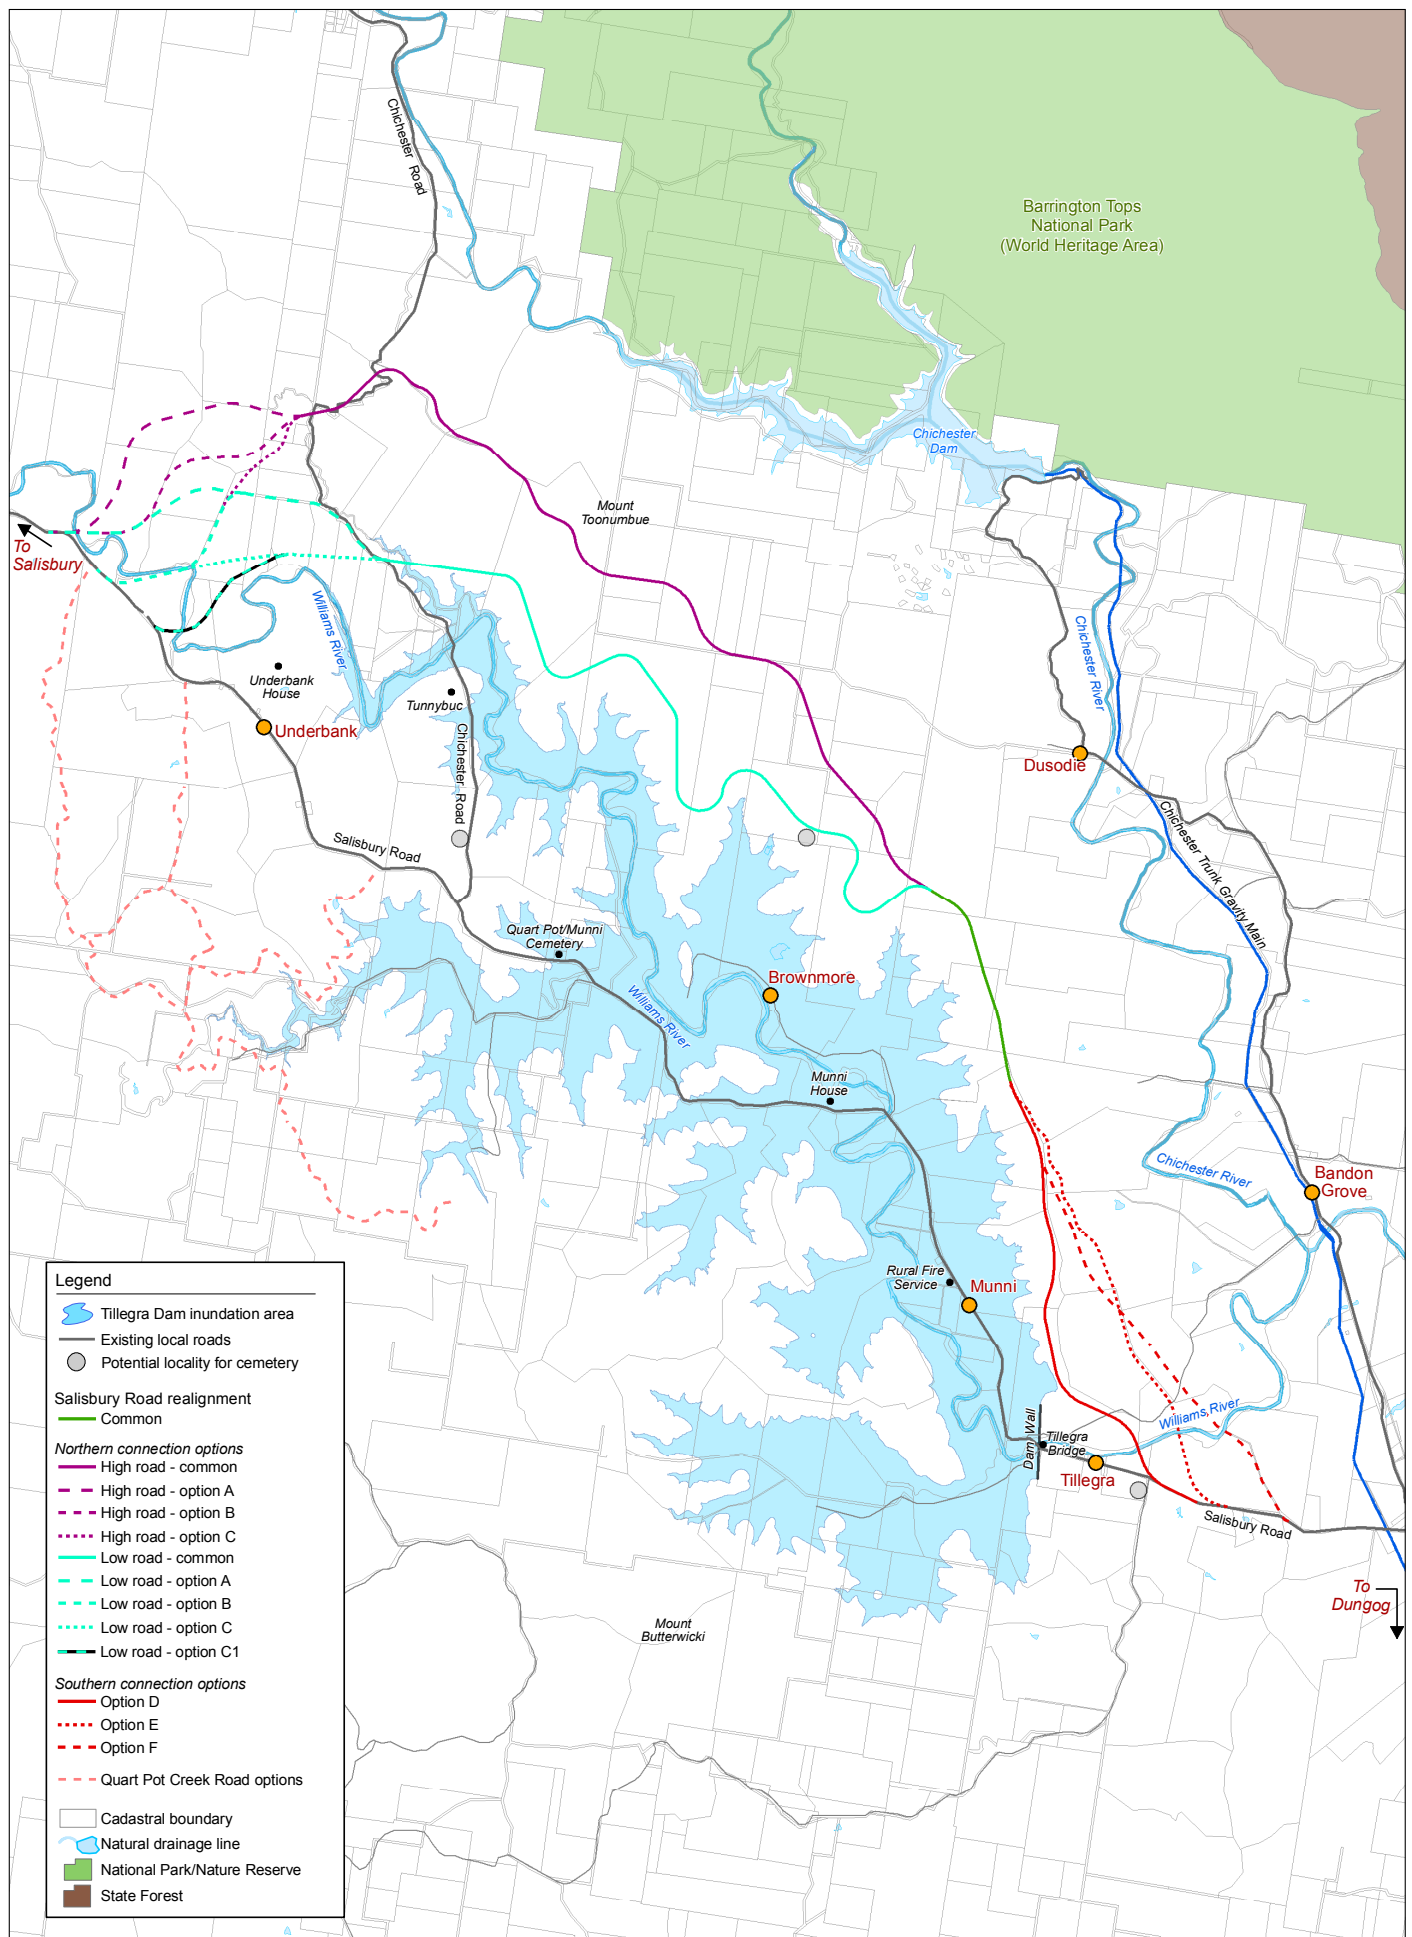 Chichester Road
Barrington Tops
National Park
(World Heritage Area)
Chichester
Dam
Mount
Toonumbue
To
Salisbury
Williams River
Chichester River
Underbank
House
Tunnybuc
Underbank
Chichester Road
Dusodie
Salisbury Road
Chichester Trunk Gravity Main
Quart Pot/Munni
Cemetery
Brownmore
Williams River
Munni
House
Chichester River
Bandon
Grove
Rural Fire
Service
Munni
Williams River
Dam Wall
Tillegra
Bridge
Tillegra
Salisbury Road
To
Dungog
Mount
Butterwicki
Legend
Tillegra Dam inundation area
Existing local roads
Potential locality for cemetery
Salisbury Road realignment
Common
Northern connection options
High road - common
High road - option A
High road - option B
High road - option C
Low road - common
Low road - option A
Low road - option B
Low road - option C
Low road - option C1
Southern connection options
Option D
Option E
Option F
Quart Pot Creek Road options
Cadastral boundary
Natural drainage line
National Park/Nature Reserve
State Forest